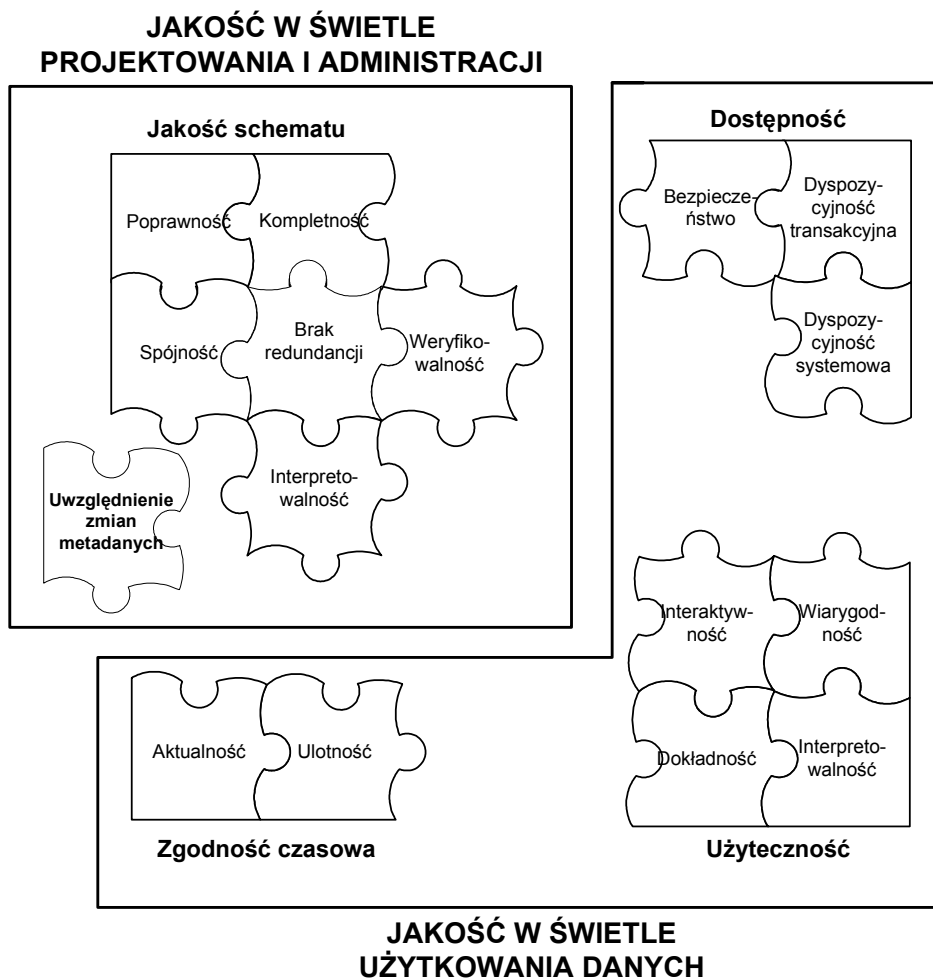 JAKOŚĆ W ŚWIETLE
PROJEKTOWANIA I ADMINISTRACJI
Jakość schematu
Poprawność
Kompletność
Spójność
Brak
redundancji
Weryfiko-
walność
Interpreto-
walność
Uwzględnienie
zmian
metadanych
Dostępność
Bezpiecze-
ństwo
Dyspozy-
cyjność
transakcyjna
Dyspozy-
cyjność
systemowa
Interaktyw-
ność
Wiarygod-
ność
Dokładność
Interpreto-
walność
Użyteczność
Aktualność
Ulotność
Zgodność czasowa
JAKOŚĆ W ŚWIETLE
UŻYTKOWANIA DANYCH